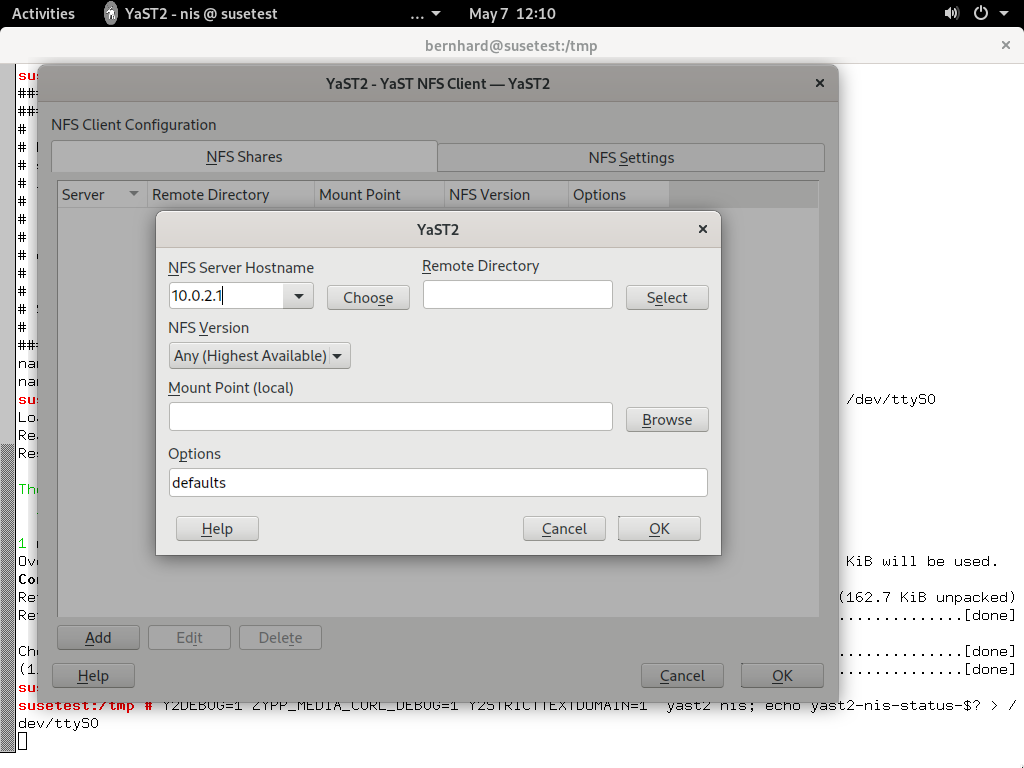 Activities YaST2 - nis @ susetest ... May 7 12:10
bernhard@susetest:/tmp
YaST2 - YaST NFS Client — YaST2
NFS Client Configuration
NFS Shares NFS Settings
Server Remote Directory Mount Point NFS Version Options
YaST2
NFS Server Hostname Remote Directory
10.0.2.1 Choose Select
NFS Version
Any (Highest Available)
Mount Point (local)
Browse
Options
defaults
Help Cancel OK
/dev/ttyS0
1
KiB will be used.
(162.7 KiB unpacked)
[done]
Add Edit Delete
[done]
[done]
Help Cancel OK
susetest:/tmp # Y2DEBUG=1 ZYPP_MEDIA_CURL_DEBUG=1 Y2STRICTTEXTDOMAIN=1 yast2 nis; echo yast2-nis-status-$? > /
dev/ttyS0